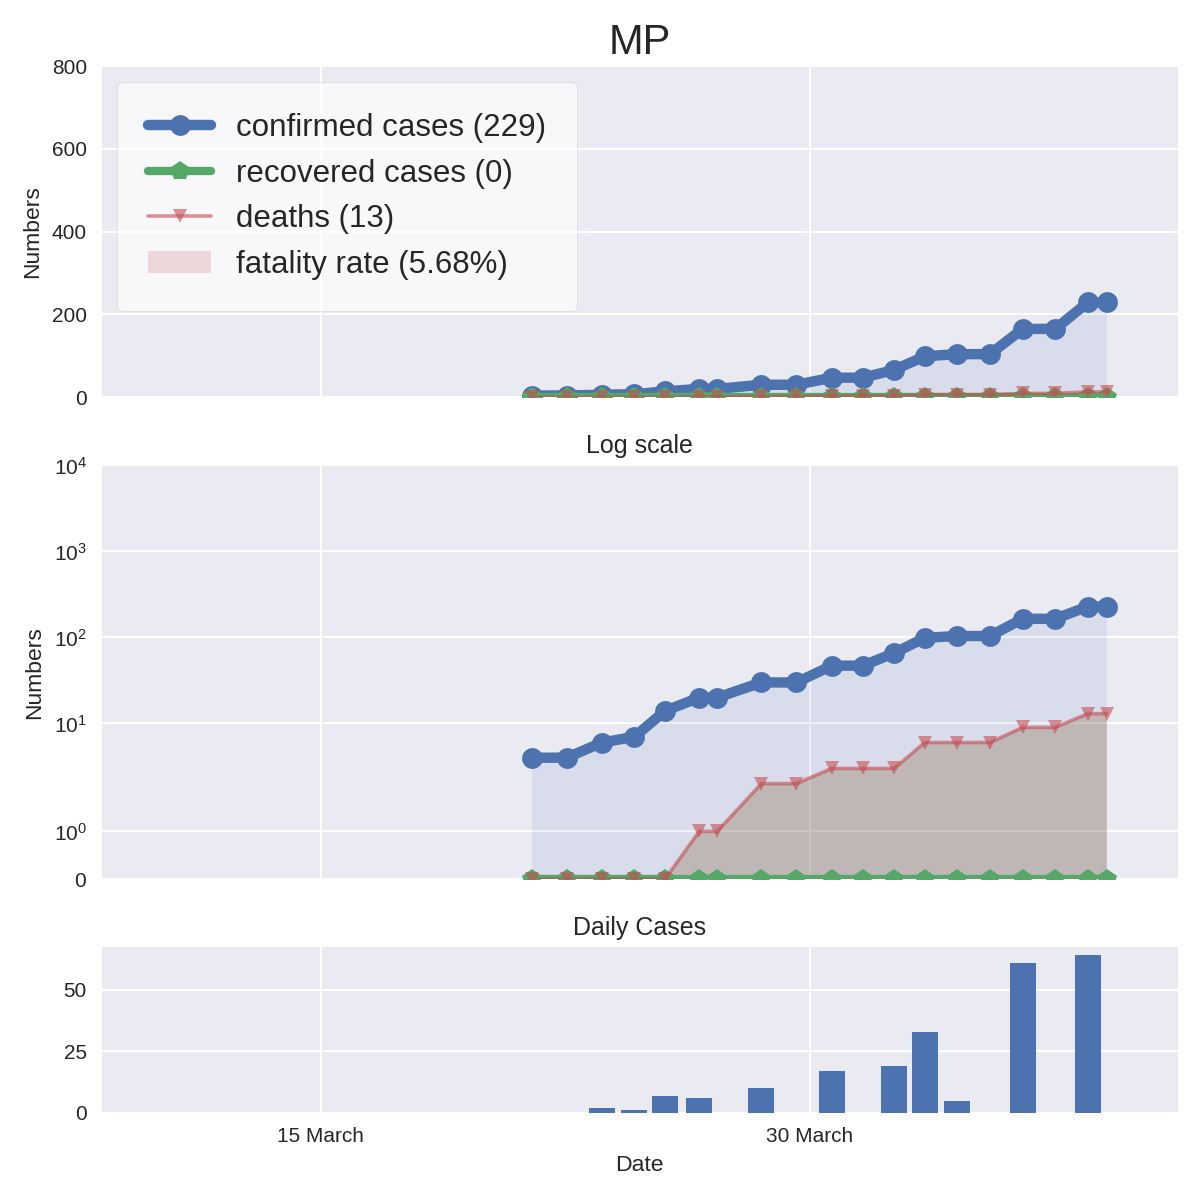 MP
800
600
400
200
0
Numbers
confirmed cases (229)
recovered cases (0)
deaths (13)
fatality rate (5.68%)
Log scale
10⁴
10³
10²
10¹
10⁰
0
Numbers
Daily Cases
50
25
0
15 March 30 March
Date